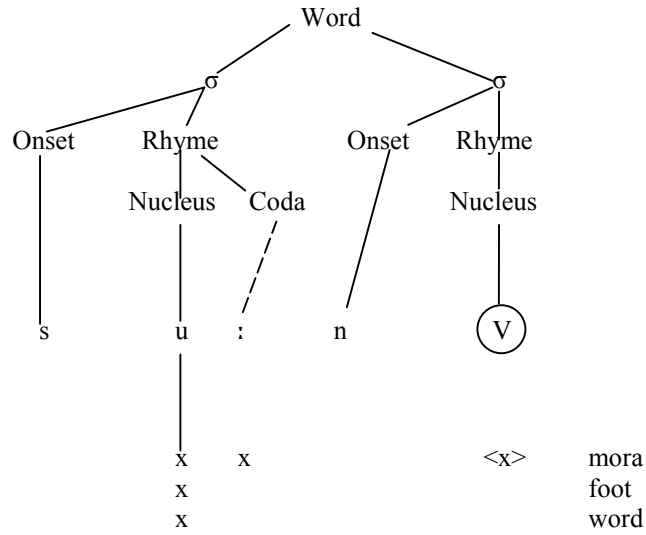 Word
σ σ
Onset Rhyme Onset Rhyme
Nucleus Coda Nucleus
s u ː n V
x x <x> mora
x foot
x word